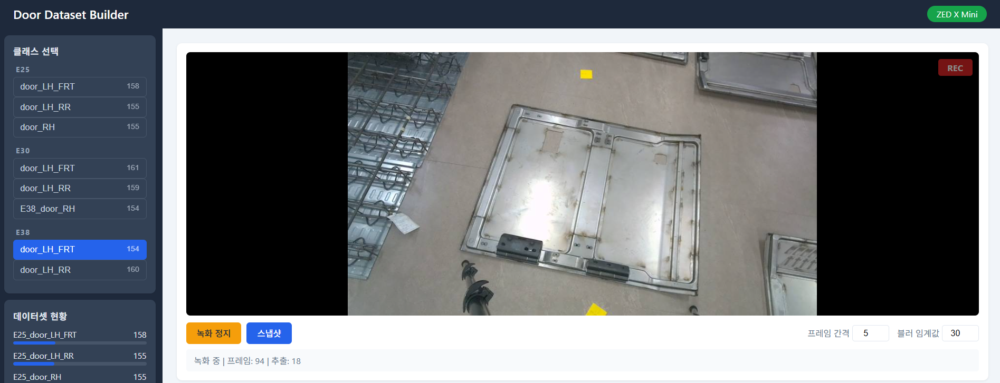 Door Dataset Builder
ZED X Mini
클래스 선택
E25
door_LH_FRT 158
door_LH_RR 155
door_RH 155
E30
door_LH_FRT 161
door_LH_RR 159
E38_door_RH 154
E38
door_LH_FRT 154
door_LH_RR 160
데이터셋 현황
E25_door_LH_FRT 158
E25_door_LH_RR 155
E25_door_RH 155
REC
녹화 정지 스냅샷 프레임 간격 5 블러 임계값 30
녹화 중 | 프레임: 94 | 추출: 18